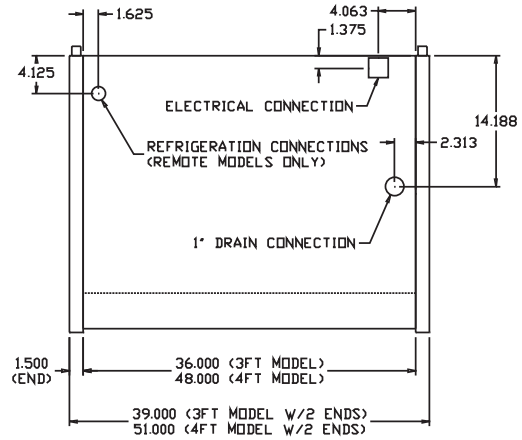 1.625
4.063
1.375
4.125
ELECTRICAL CONNECTION
14.188
REFRIGERATION CONNECTIONS
(REMOTE MODELS ONLY)
2.313
1" DRAIN CONNECTION
1.500
(END)
36.000 (3FT MODEL)
48.000 (4FT MODEL)
39.000 (3FT MODEL W/2 ENDS)
51.000 (4FT MODEL W/2 ENDS)